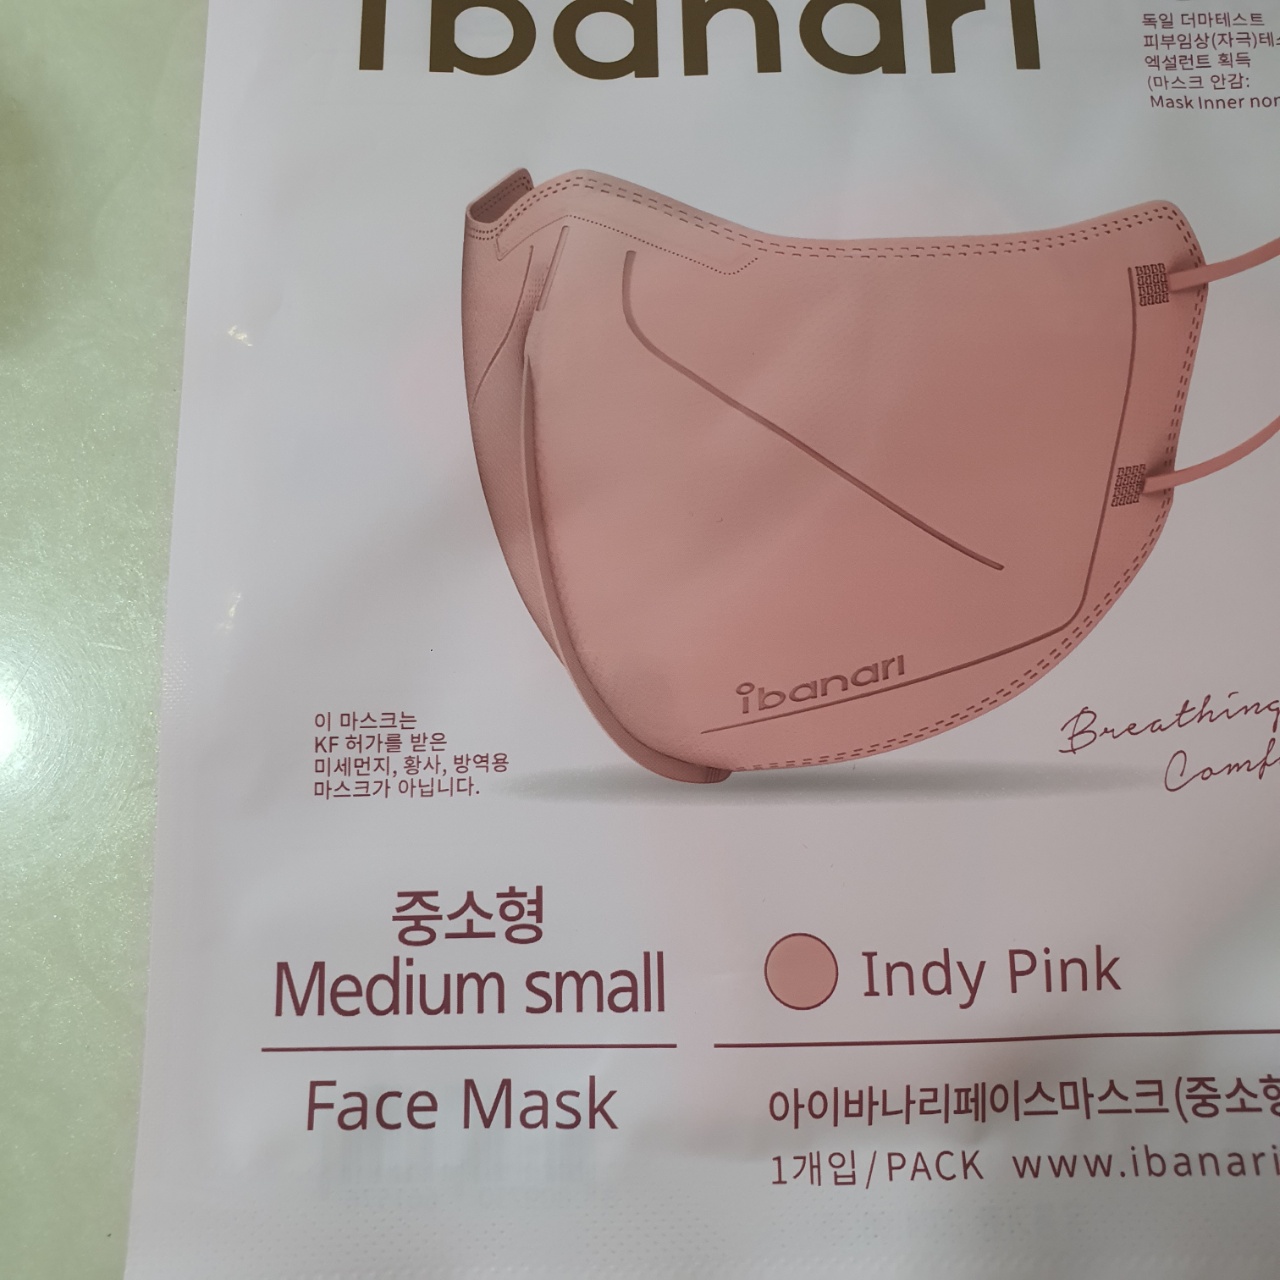 ibanari
독일 더마테스트
피부임상(자극)테스
엑설런트 획득
(마스크 안감:
Mask Inner non
ibanari
이 마스크는
KF 허가를 받은
미세먼지, 황사, 방역용
마스크가 아닙니다.
Breathing
Comf
중소형
Medium small
Indy Pink
Face Mask
아이바나리페이스마스크(중소형
1개입/PACK www.ibanari